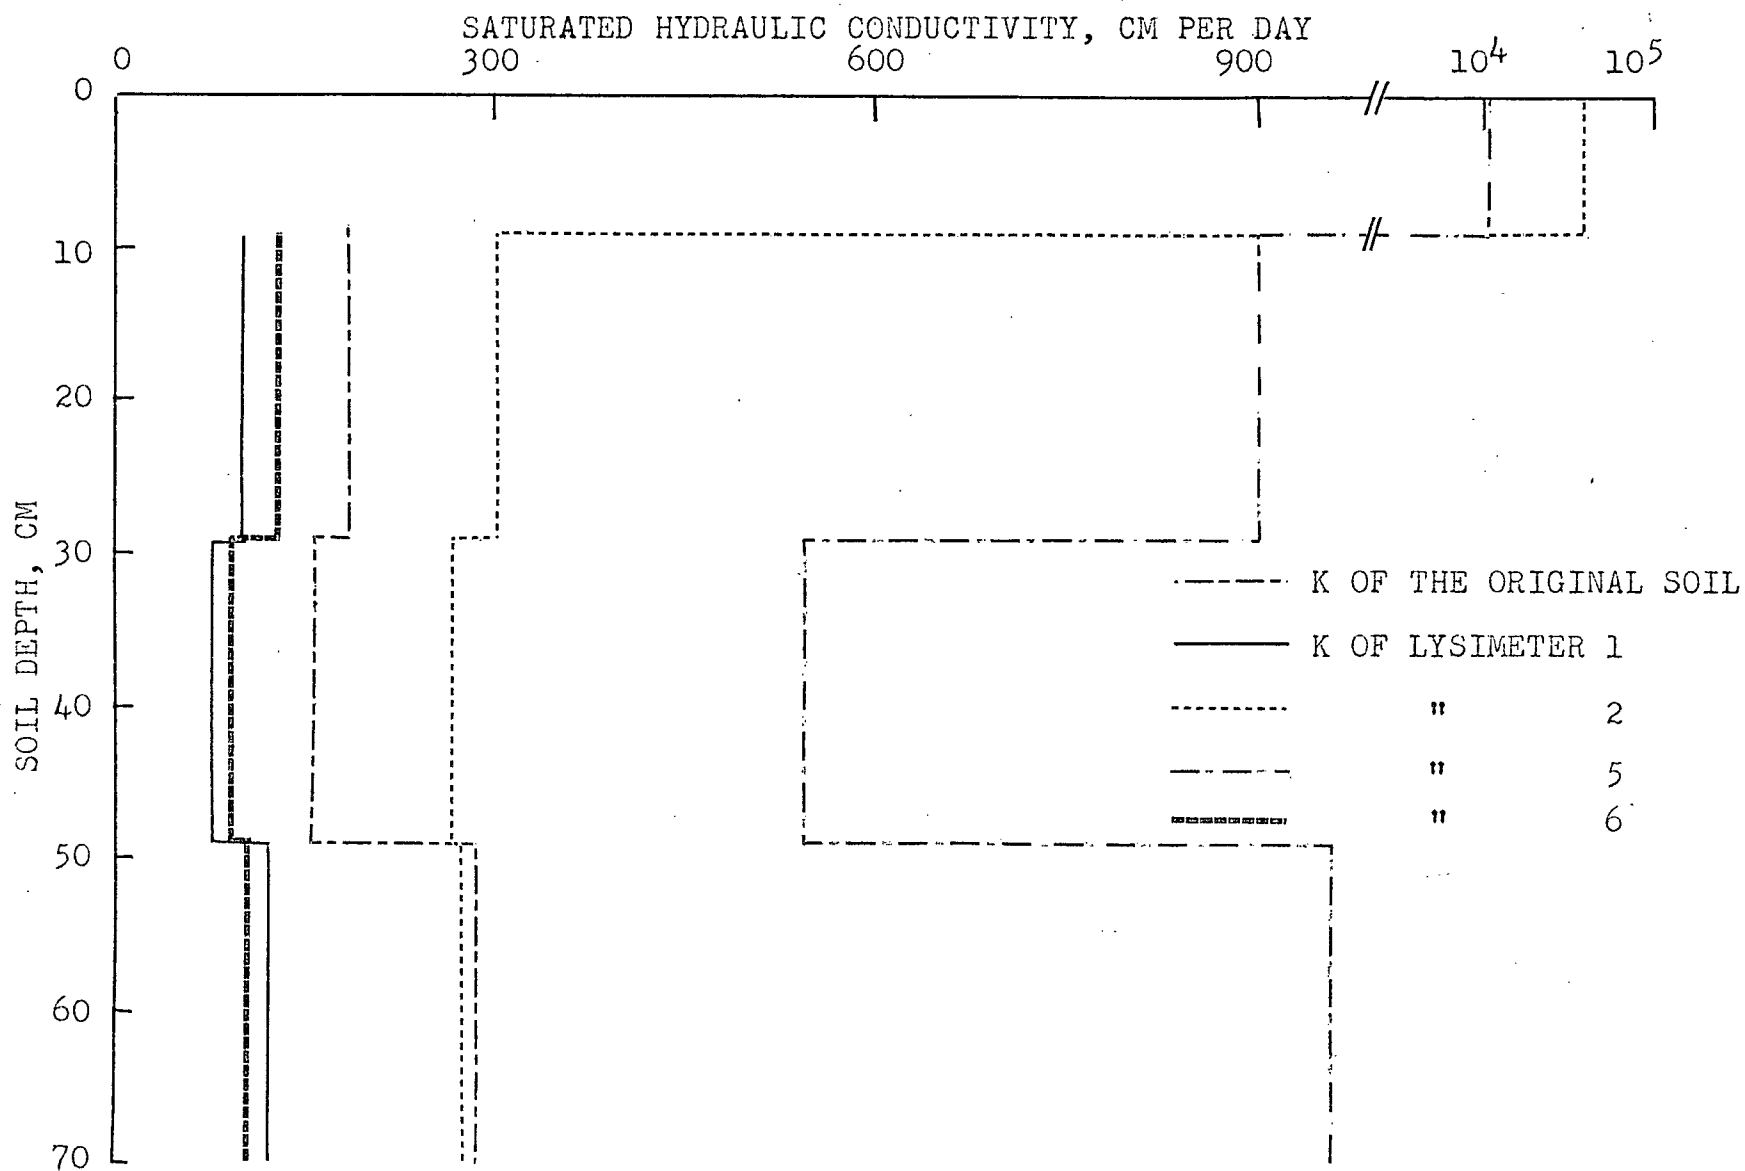 SATURATED HYDRAULIC CONDUCTIVITY, CM PER DAY
0 300 600 900 10⁴ 10⁵
0
10
20
30
40
50
60
70
SOIL DEPTH, CM
K OF THE ORIGINAL SOIL
K OF LYSIMETER 1
" 2
" 5
" 6